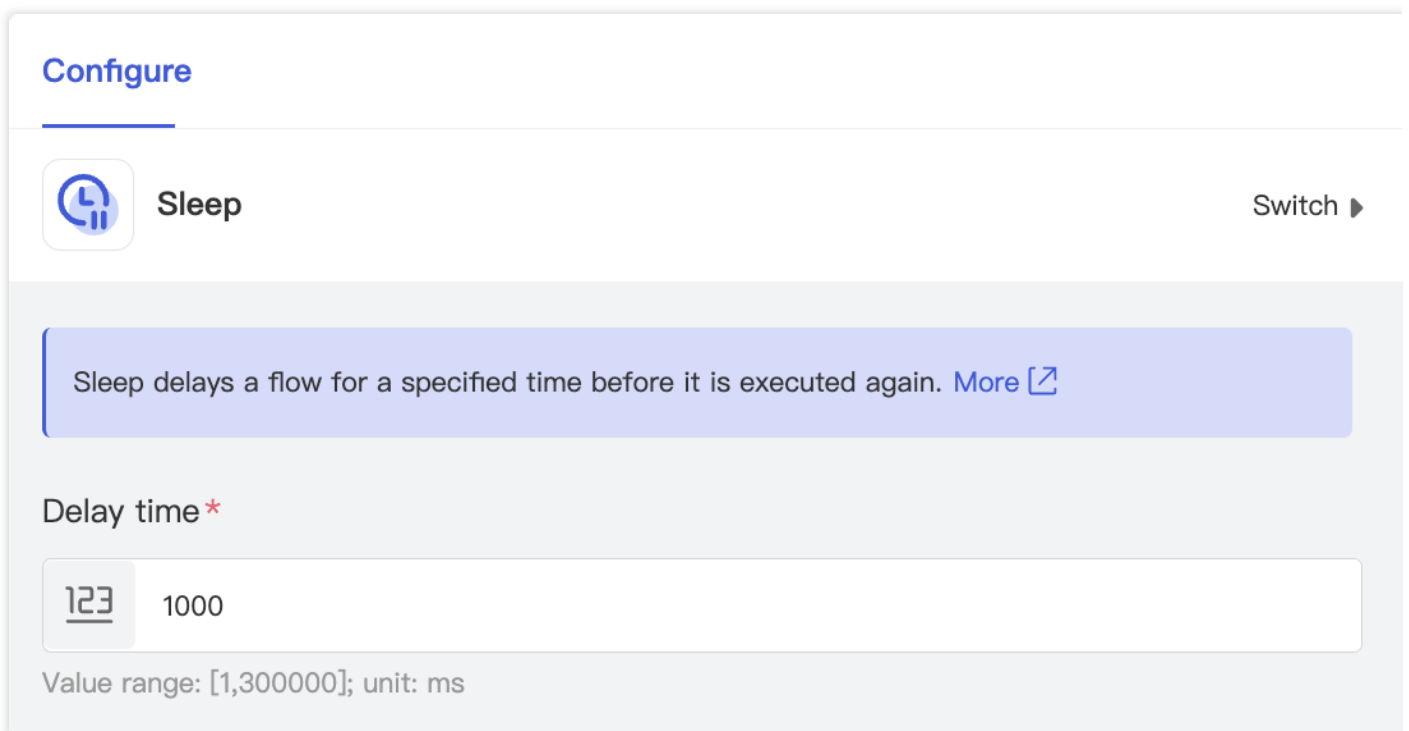 Configure
Sleep
Switch
Sleep delays a flow for a specified time before it is executed again. More
Delay time*
123
1000
Value range: [1,300000]; unit: ms